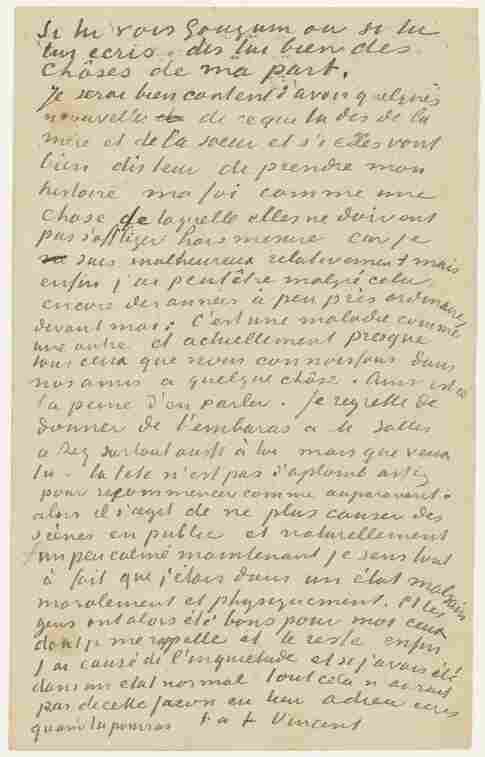 Si tu vois Gauguin ou si tu
lui ecris dis lui bien des
chôses de ma part.
Je serai bien content d'avoir quelques
nouvelles de ce que tu dis de la
mère et de la soeur et si elles vont
bien dis leur de prendre mon
histoire ma foi comme une
chose de laquelle elles ne doivent
pas s'affliger hors mesure car je
suis malheureux relativement mais
enfin j'ai peutêtre malgré cela
encore des années à peu près ordinaires
devant moi. C'est une maladie comme
une autre et actuellement presque
tous ceux que nous connaissons dans
nos amis a quelque chôse. Ainsi est ce
la peine d'en parler. Je regrette de
donner de l'embaras a
a Rey surtout aussi à toi mais que veux
tu - la tete n'est pas d'aplomb assez
pour recommencer comme auparavant -
alors il s'agit de ne plus causer des
scènes en public et naturellement
un peu calmé maintenant je sens tout
à fait que j'étais dans un état malsain
moralement et physiquement. Et les
gens ont alors été bons pour moi ceux
dont je me rappelle et le reste enfin
j'ai causé de l'inquietude et si j'avais été
dans un état normal tout cela n'aurait
pas de cette facon eu lieu adieu ecris
quand tu pourras t. a t. Vincent